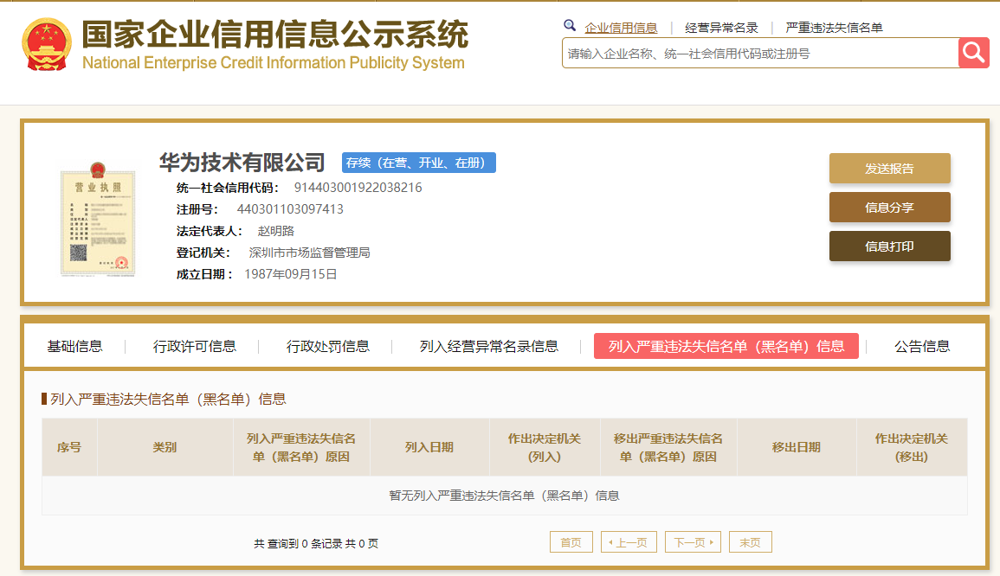 国家企业信用信息公示系统
National Enterprise Credit Information Publicity System
企业信用信息 | 经营异常名录 | 严重违法失信名单
请输入企业名称、统一社会信用代码或注册号
营业执照
华为技术有限公司 存续（在营、开业、在册）
统一社会信用代码： 914403001922038216
注册号： 440301103097413
法定代表人： 赵明路
登记机关： 深圳市市场监督管理局
成立日期： 1987年09月15日
发送报告
信息分享
信息打印
基础信息 | 行政许可信息 | 行政处罚信息 | 列入经营异常名录信息 | 列入严重违法失信名单（黑名单）信息 | 公告信息
列入严重违法失信名单（黑名单）信息
序号 类别 列入严重违法失信名单（黑名单）原因 列入日期 作出决定机关(列入) 移出严重违法失信名单（黑名单）原因 移出日期 作出决定机关(移出)
暂无列入严重违法失信名单（黑名单）信息
共 查询到 0 条记录 共 0 页 首页 上一页 下一页 末页